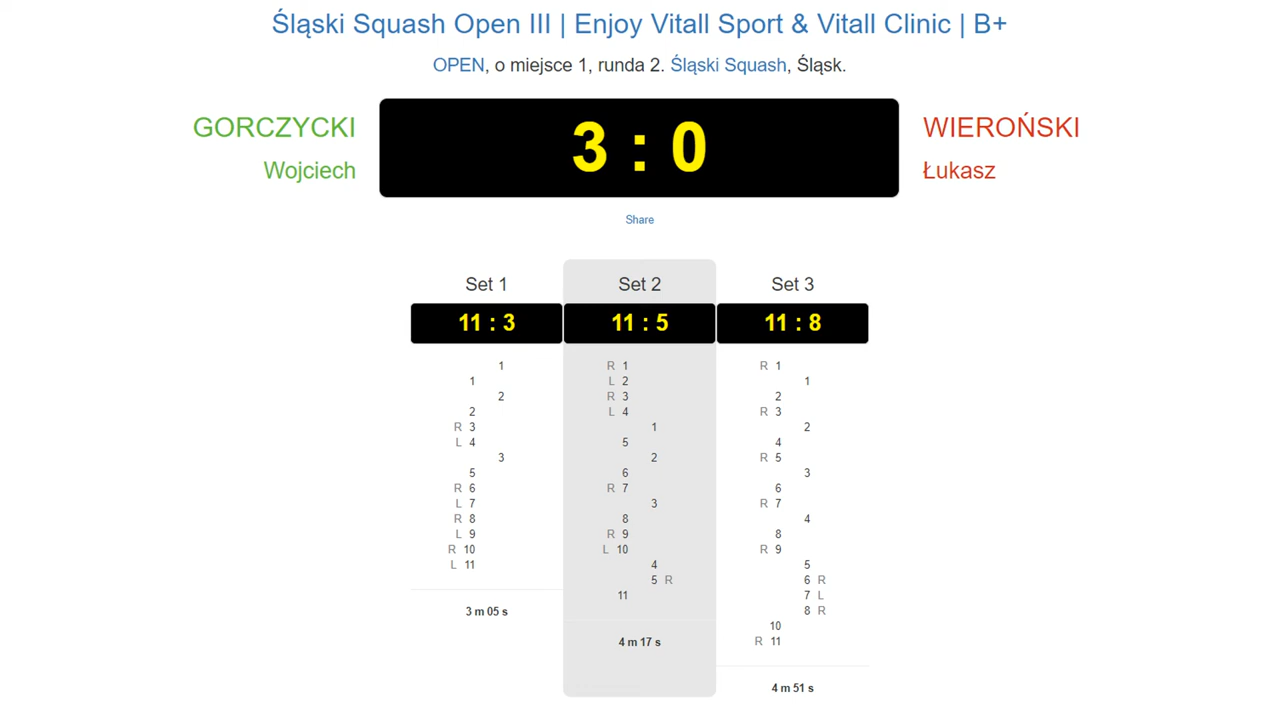 Śląski Squash Open III | Enjoy Vitall Sport & Vitall Clinic | B+
OPEN, o miejsce 1, runda 2. Śląski Squash, Śląsk.
GORCZYCKI
Wojciech
3 : 0
WIEROŃSKI
Łukasz
Share
Set 1
11 : 3
1
1
2
2
R 3
L 4
3
5
R 6
L 7
R 8
L 9
R 10
L 11
3 m 05 s
Set 2
11 : 5
R 1
L 2
R 3
L 4
1
5
2
6
R 7
3
8
R 9
L 10
4
5 R
11
4 m 17 s
Set 3
11 : 8
R 1
1
2
R 3
2
4
R 5
3
6
R 7
4
8
R 9
5
6 R
7 L
8 R
10
R 11
4 m 51 s